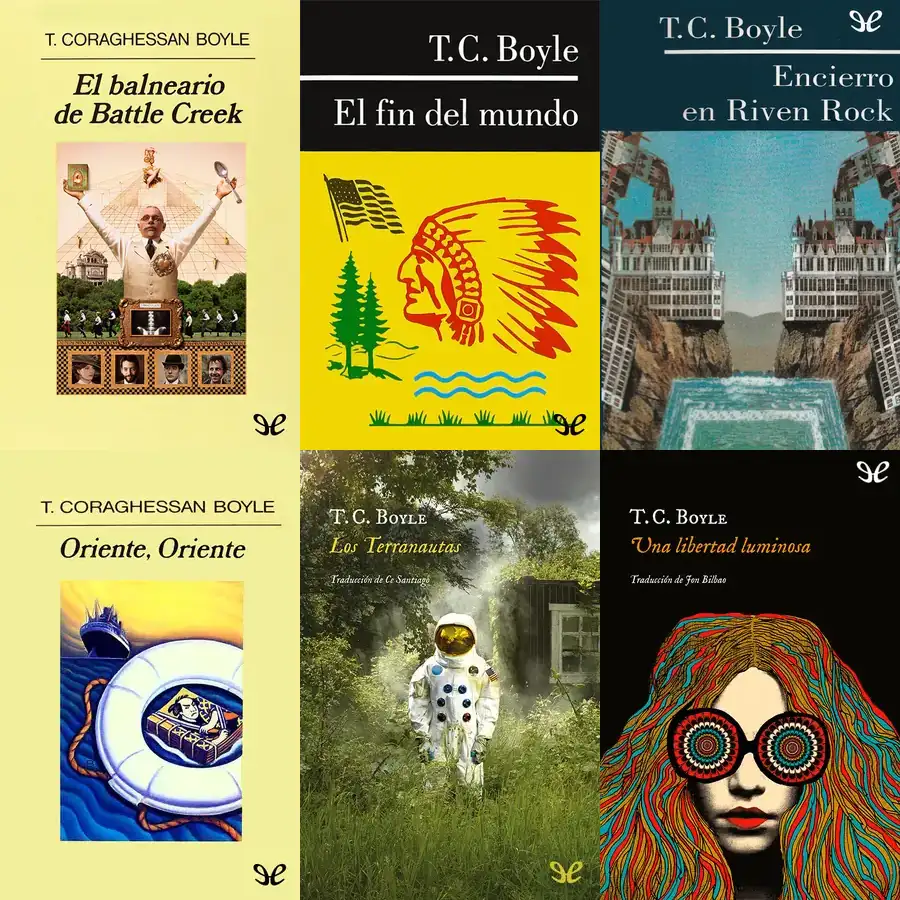 T. CORAGHESSAN BOYLE
El balneario
de Battle Creek
T.C. Boyle
El fin del mundo
T.C. Boyle
Encierro
en Riven Rock
T. CORAGHESSAN BOYLE
Oriente, Oriente
T.C. BOYLE
Los Terranautas
Traducción de Ce Santiago
T.C. BOYLE
Una libertad luminosa
Traducción de Jon Bilbao